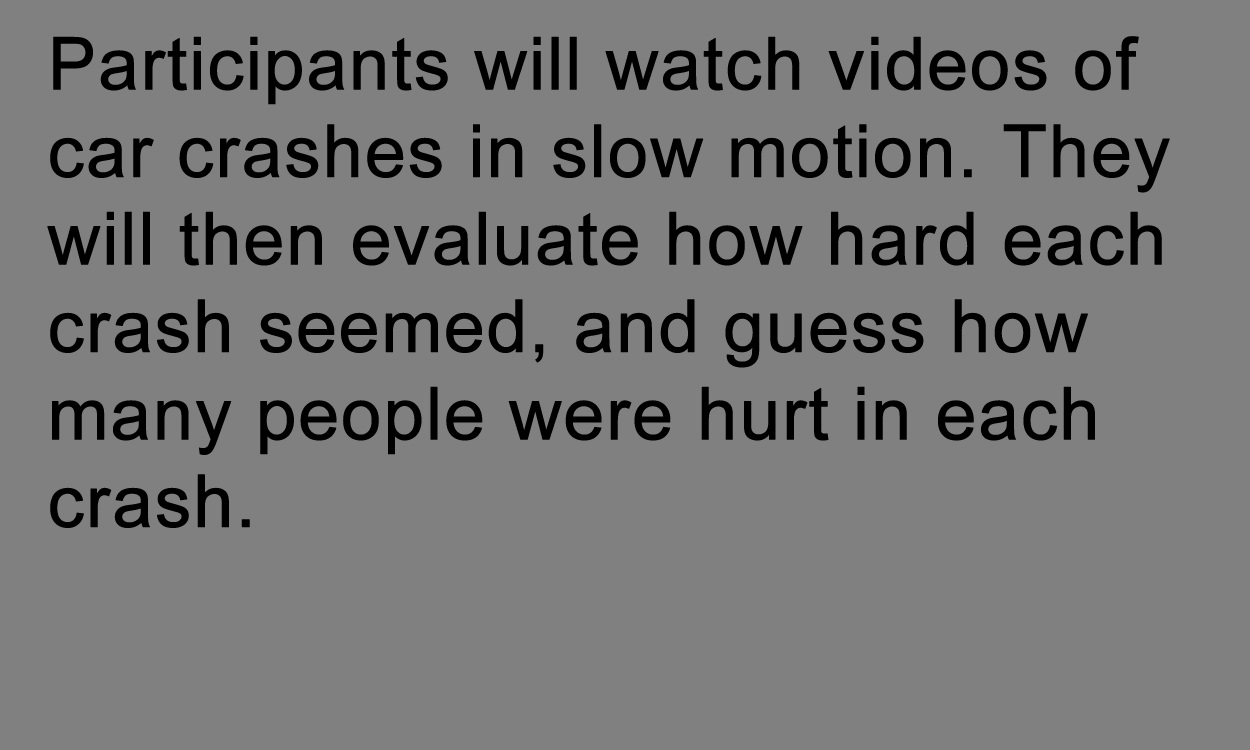 Participants will watch videos of
car crashes in slow motion. They
will then evaluate how hard each
crash seemed, and guess how
many people were hurt in each
crash.